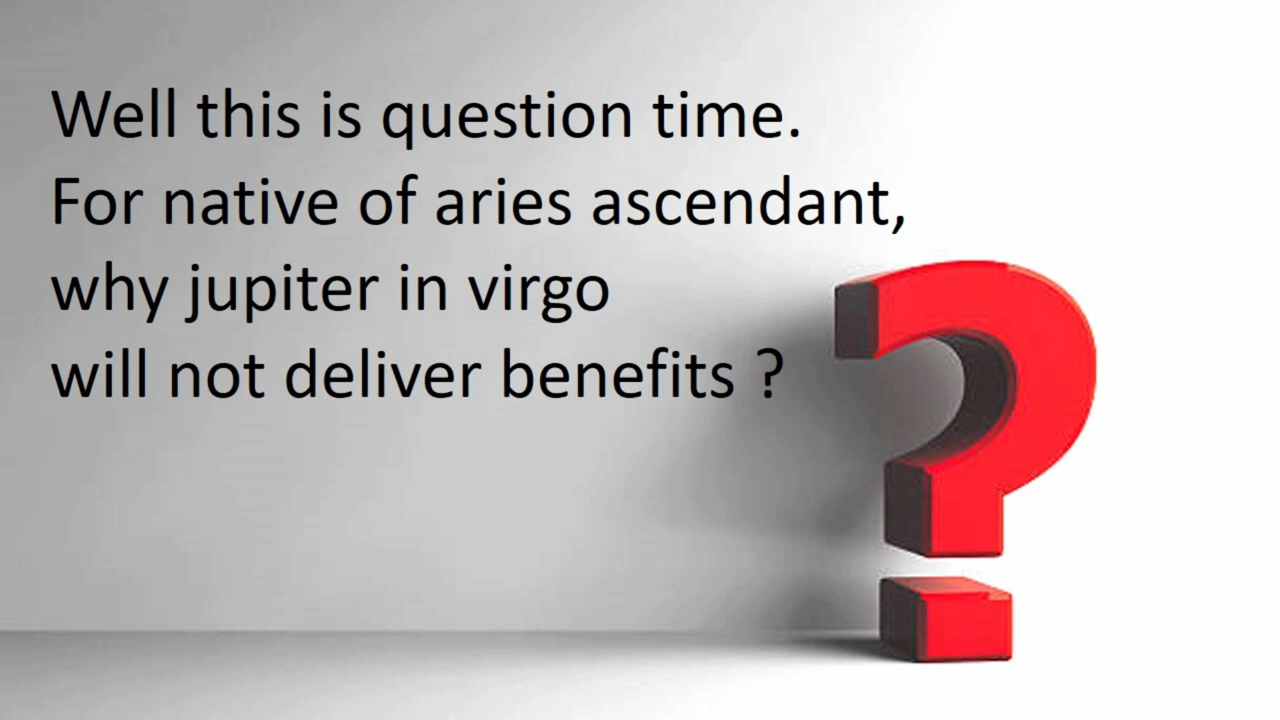 Well this is question time.
For native of aries ascendant,
why jupiter in virgo
will not deliver benefits ?